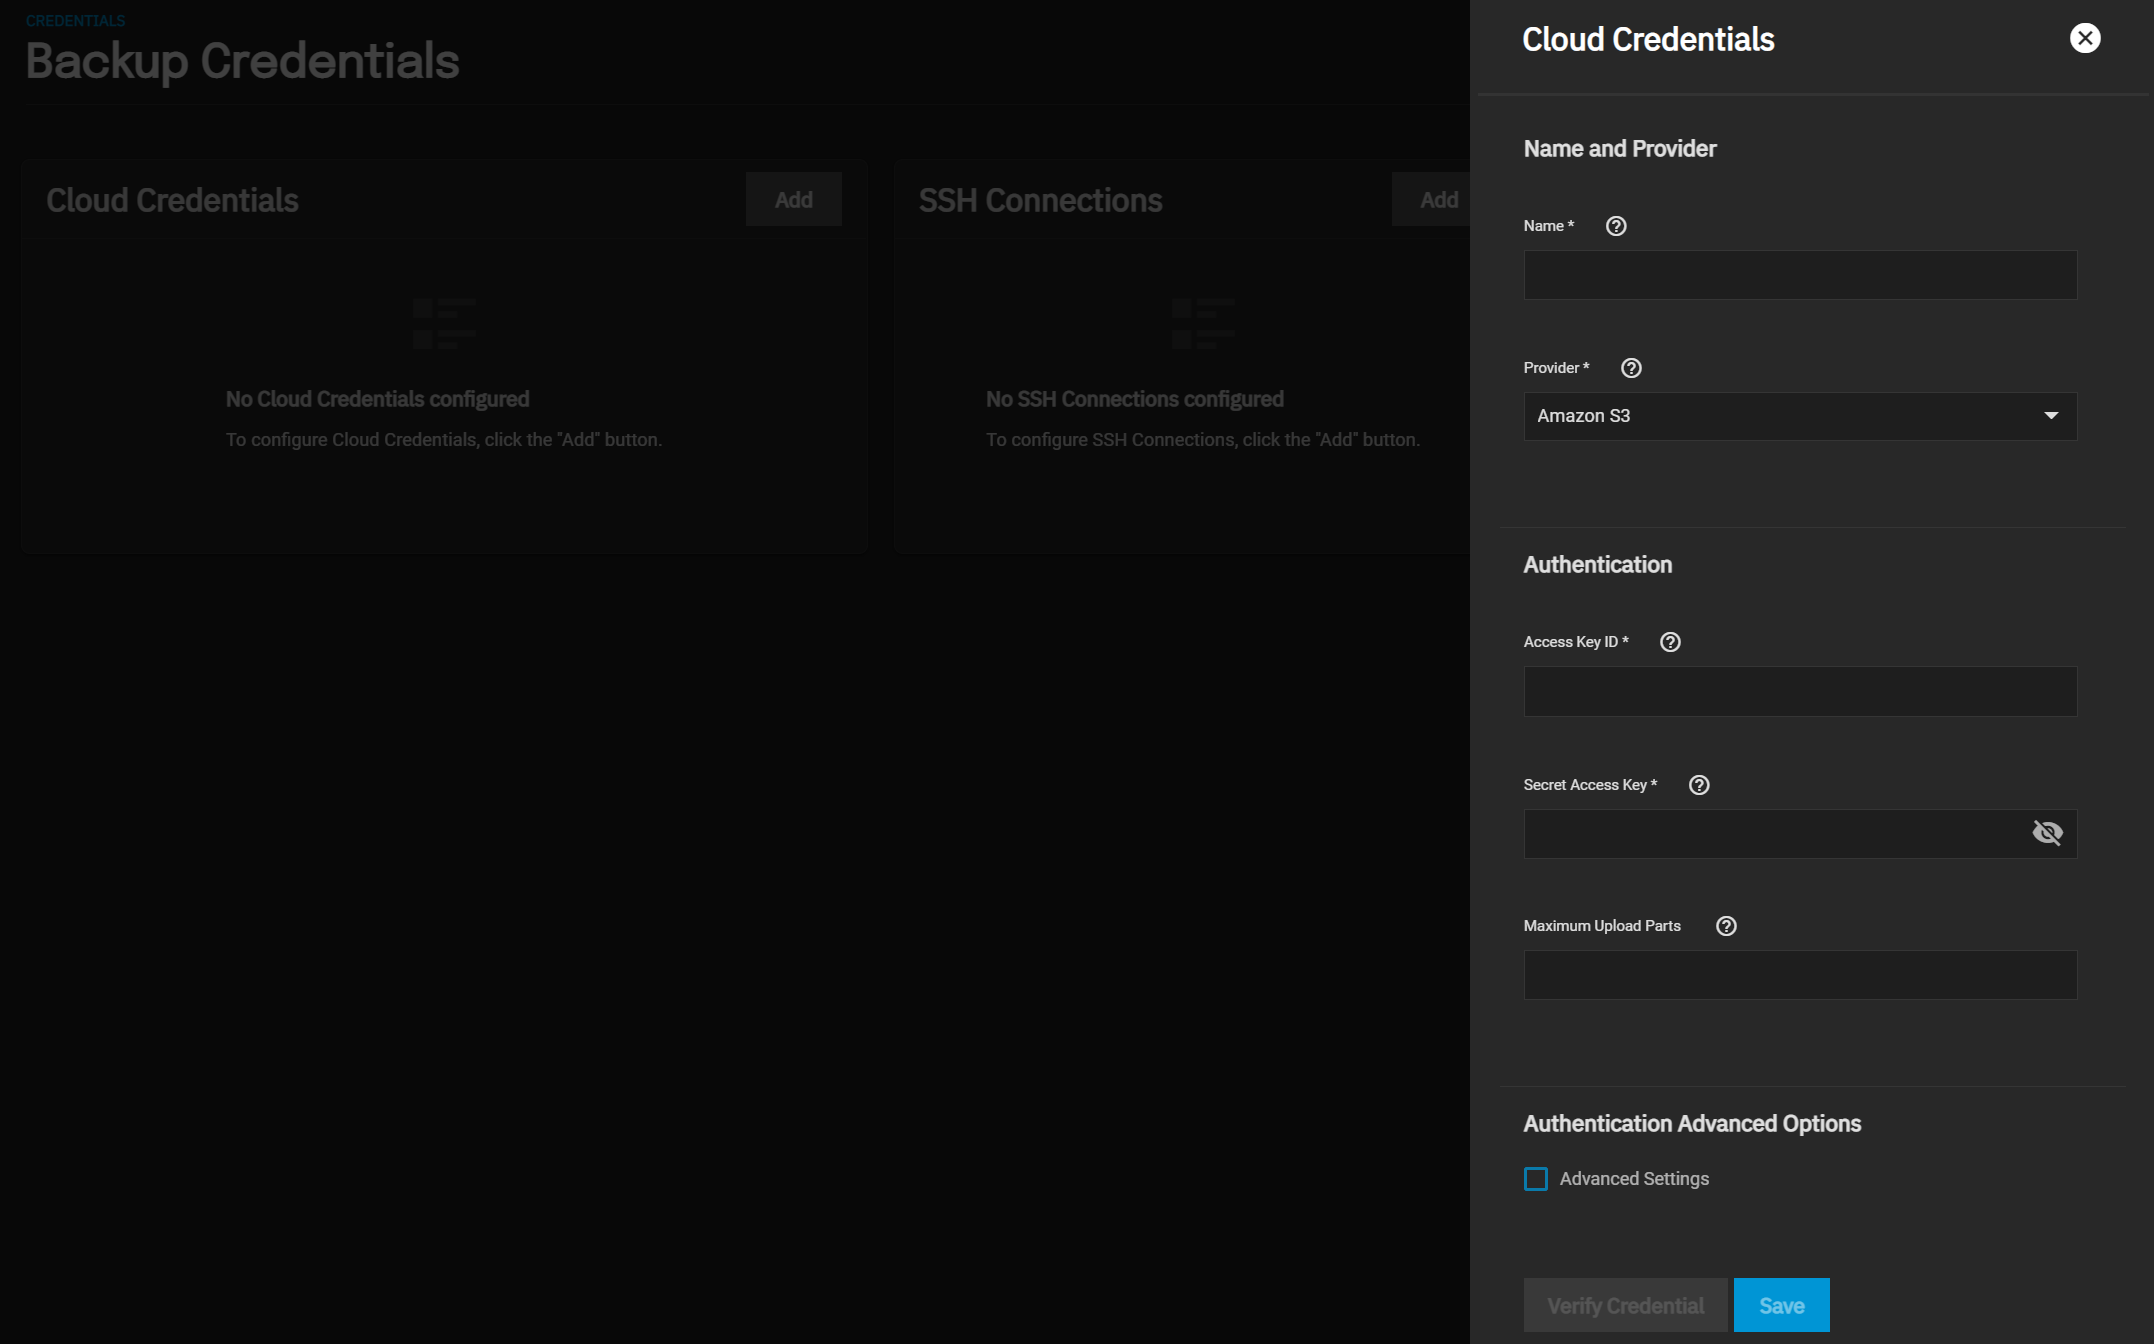 CREDENTIALS
Backup Credentials
Cloud Credentials
Add
No Cloud Credentials configured
To configure Cloud Credentials, click the "Add" button.
SSH Connections
Add
No SSH Connections configured
To configure SSH Connections, click the "Add" button.
Cloud Credentials
Name and Provider
Name *
Provider *
Amazon S3
Authentication
Access Key ID *
Secret Access Key *
Maximum Upload Parts
Authentication Advanced Options
Advanced Settings
Verify Credential
Save